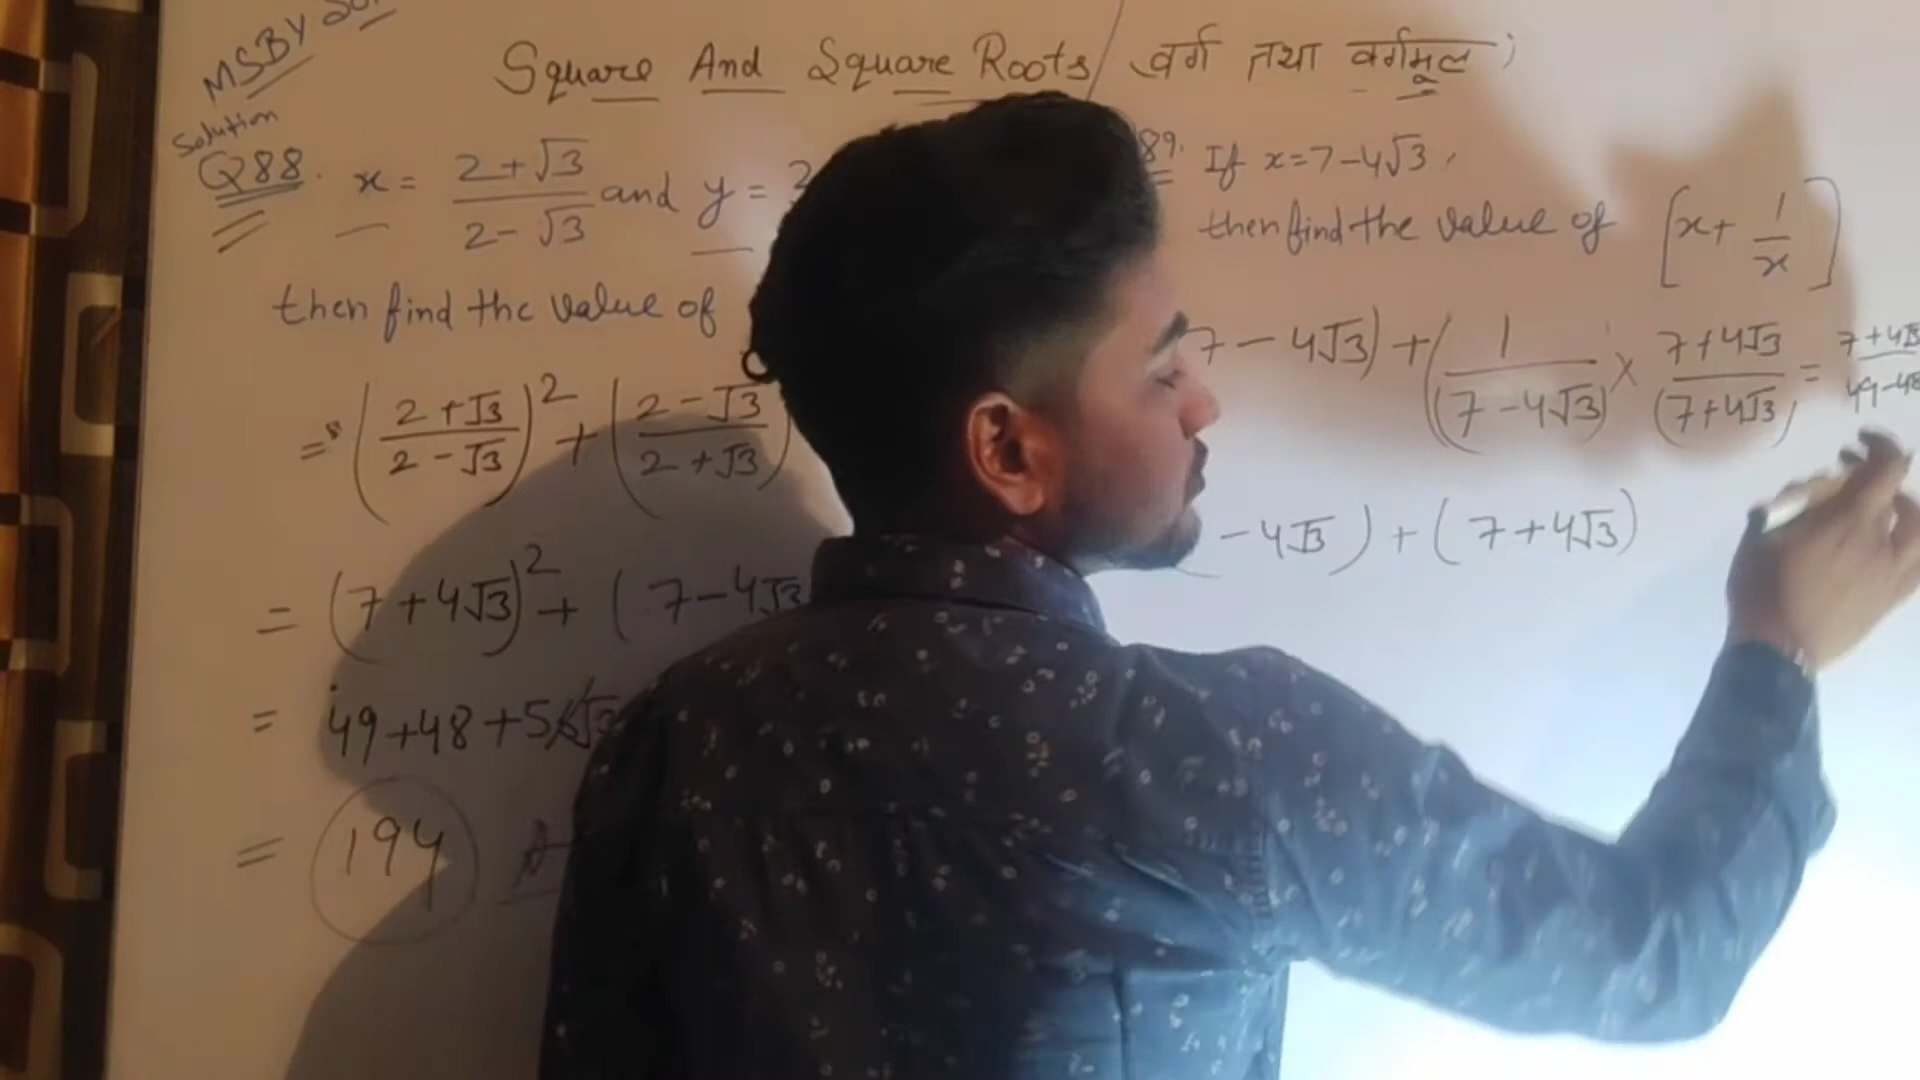 MSBY
Square And Square Roots / वर्ग तथा वर्गमूल ;
Solution
Q88. x = (2+√3)/(2-√3) and y =
then find the value of
= ((2+√3)/(2-√3))² + ((2-√3)/(2+√3))
= (7+4√3)² + (7-4√3
= 49+48+56√3
= 194
89. If x=7-4√3,
then find the value of [x + 1/x]
7-4√3) + (1/(7-4√3) × (7+4√3)/(7+4√3) = (7+4√3)/(49-48
-4√3) + (7+4√3)